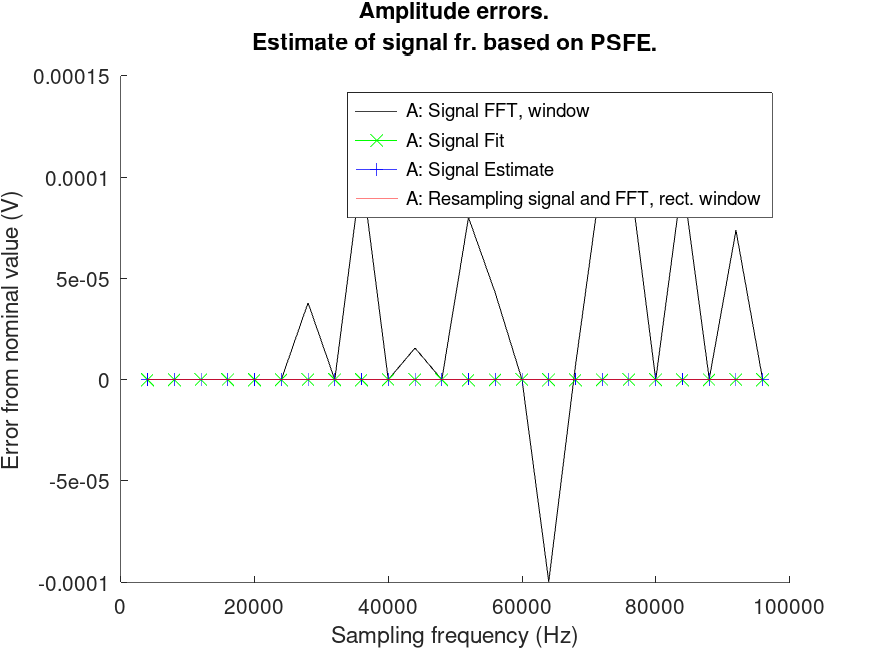 Amplitude errors.
Estimate of signal fr. based on PSFE.
0.00015
0.0001
5e-05
0
-5e-05
-0.0001
Error from nominal value (V)
A: Signal FFT, window
A: Signal Fit
A: Signal Estimate
A: Resampling signal and FFT, rect. window
0
20000
40000
60000
80000
100000
Sampling frequency (Hz)